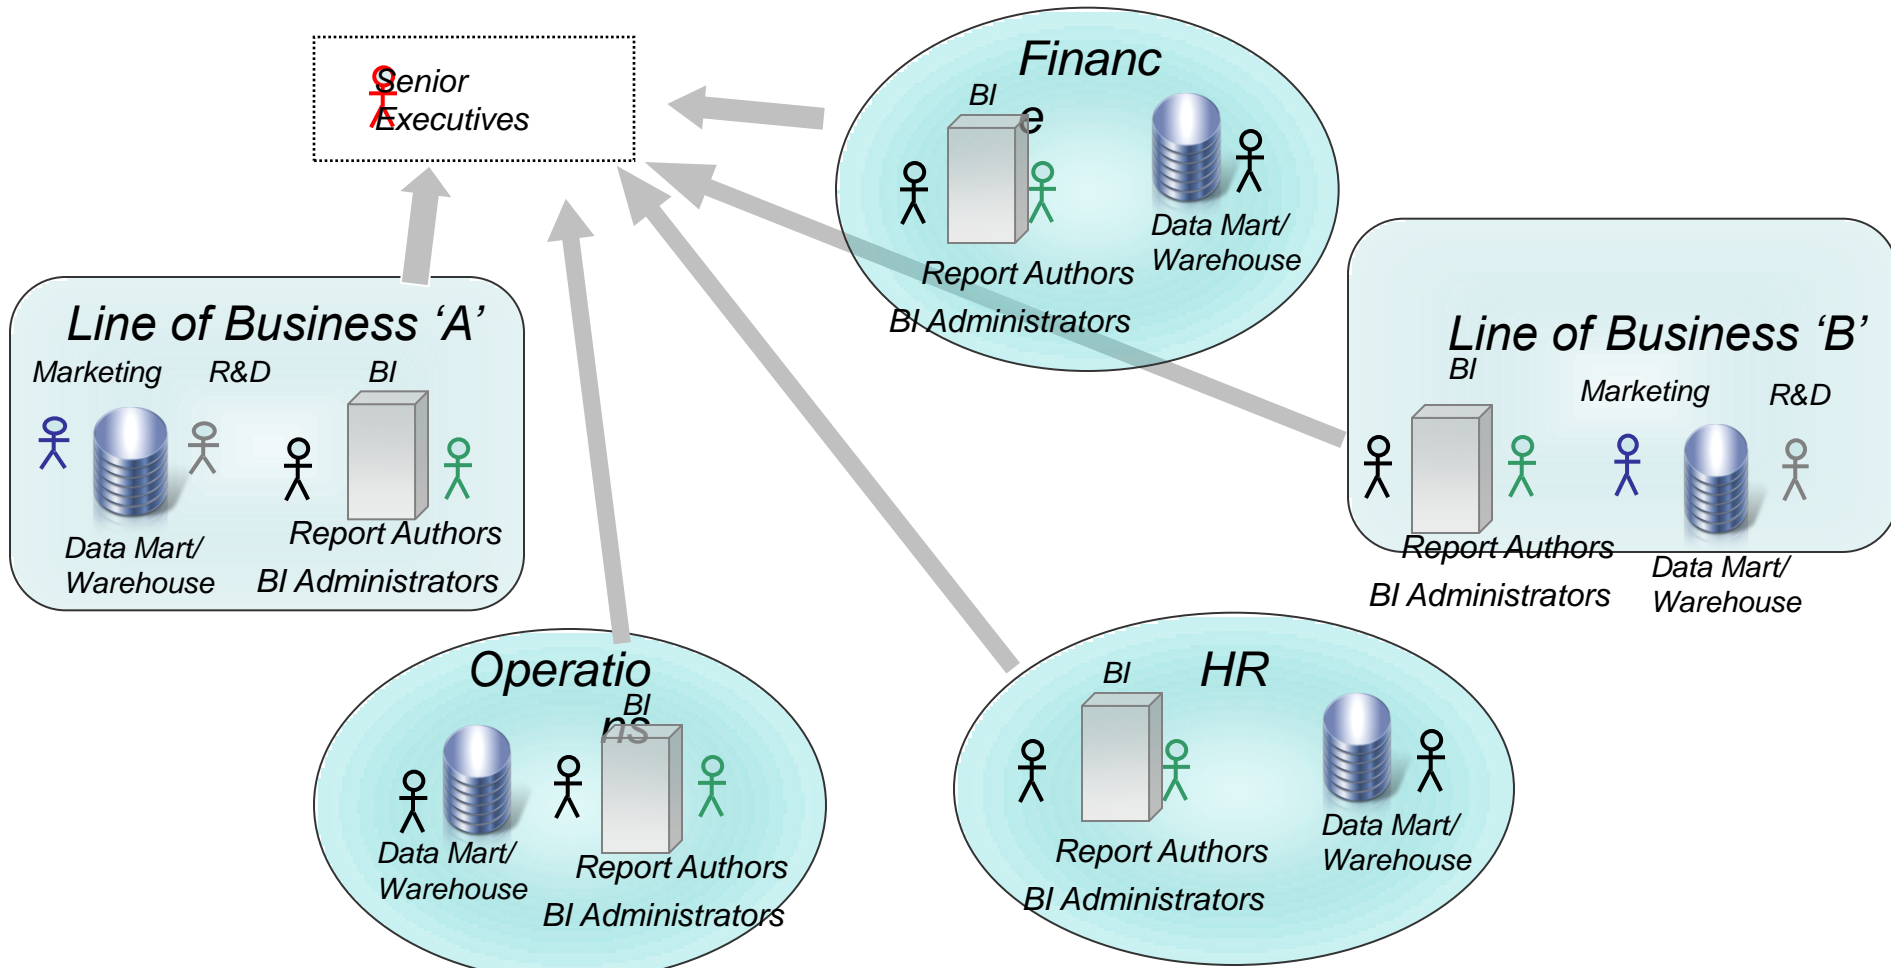 Senior
Executives
Financ
e
BI
Data Mart/
Warehouse
Report Authors
BI Administrators
Line of Business ‘A’
Marketing
R&D
BI
Data Mart/
Warehouse
Report Authors
BI Administrators
Line of Business ‘B’
BI
Marketing
R&D
Report Authors
BI Administrators
Data Mart/
Warehouse
Operatio
ns
BI
Data Mart/
Warehouse
Report Authors
BI Administrators
HR
BI
Data Mart/
Warehouse
Report Authors
BI Administrators